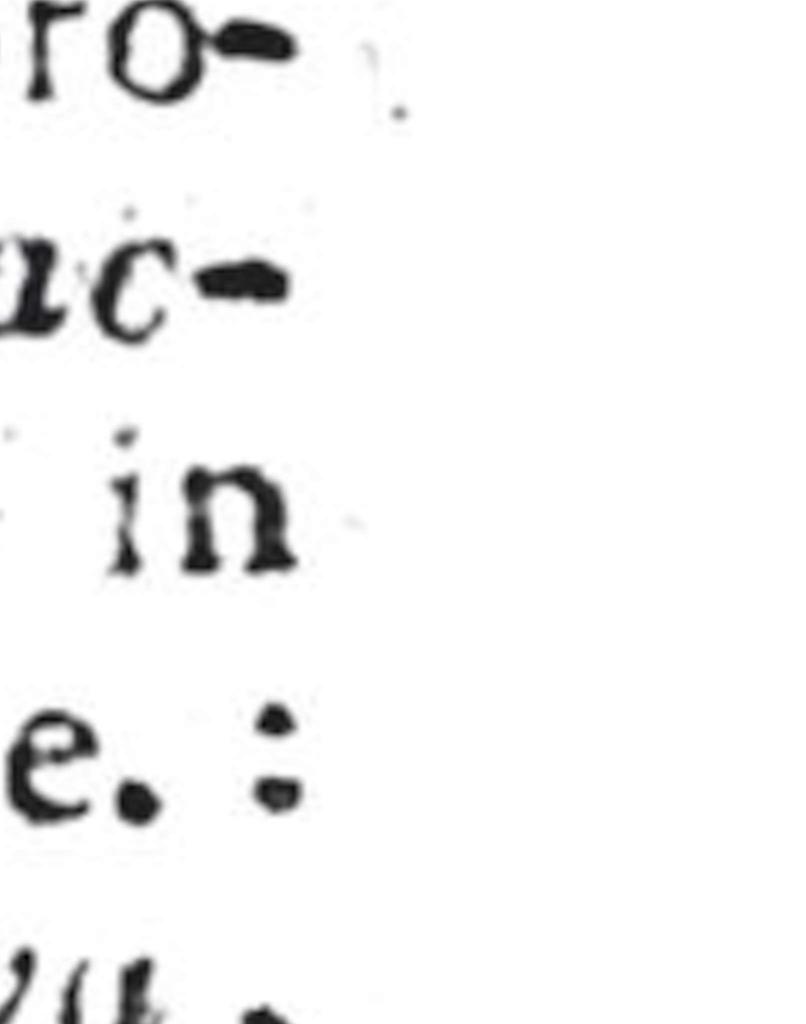 ro-
ac-
in
e. :